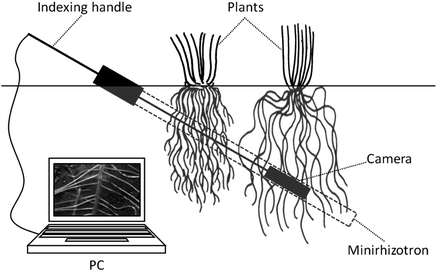 Indexing handle
Plants
Camera
Minirhizotron
PC